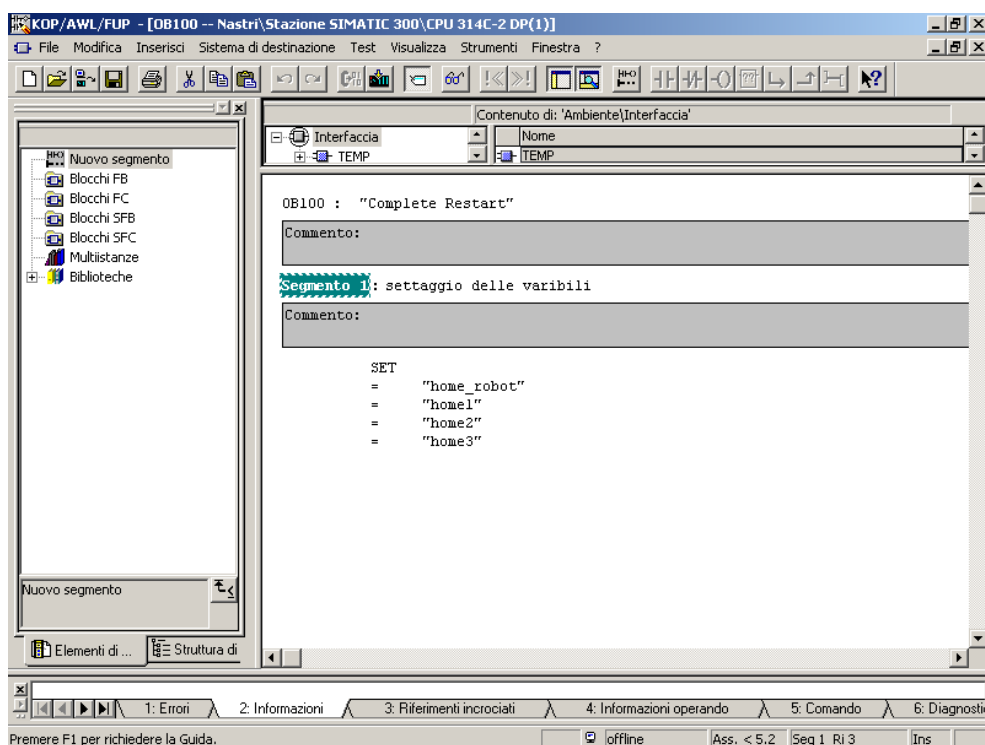 KOP/AWL/FUP - [OB100 -- Nastri\Stazione SIMATIC 300\CPU 314C-2 DP(1)]
File Modifica Inserisci Sistema di destinazione Test Visualizza Strumenti Finestra ?
Contenuto di: 'Ambiente\Interfaccia'
Interfaccia
TEMP
Nome
TEMP
Nuovo segmento
Blocchi FB
Blocchi FC
Blocchi SFB
Blocchi SFC
Multiistanze
Biblioteche
OB100 : "Complete Restart"
Commento:
Segmento 1: settaggio delle varibili
Commento:
SET
= "home_robot"
= "home1"
= "home2"
= "home3"
Nuovo segmento
Elementi di ... Struttura di
1: Errori 2: Informazioni 3: Riferimenti incrociati 4: Informazioni operando 5: Comando 6: Diagnosti
Premere F1 per richiedere la Guida. offline Ass. < 5.2 Seg 1 Ri 3 Ins